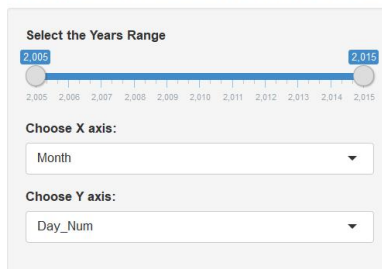 Select the Years Range
2,005 2,015
2,005 2,006 2,007 2,008 2,009 2,010 2,011 2,012 2,013 2,014 2,015
Choose X axis:
Month
Choose Y axis:
Day_Num